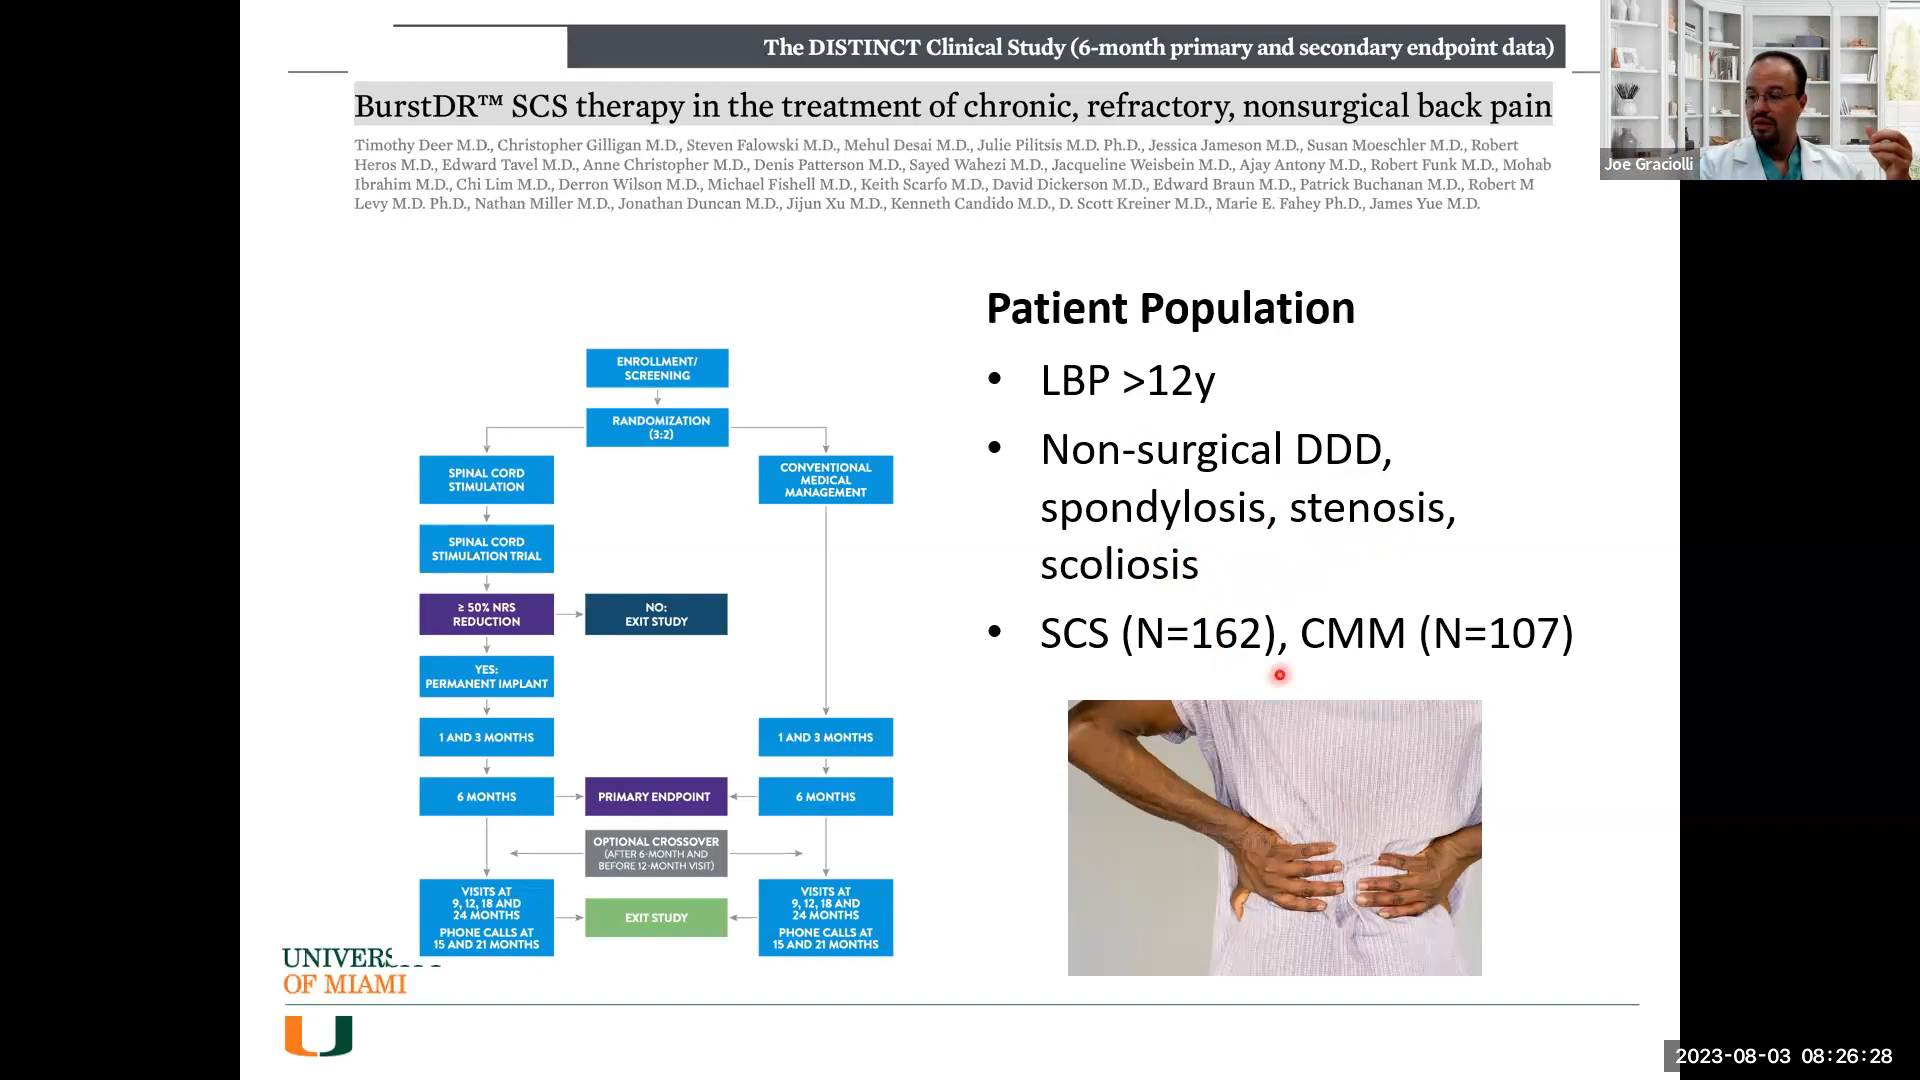 The DISTINCT Clinical Study (6-month primary and secondary endpoint data)
BurstDR™ SCS therapy in the treatment of chronic, refractory, nonsurgical back pain
Timothy Deer M.D., Christopher Gilligan M.D., Steven Falowski M.D., Mehul Desai M.D., Julie Pilitsis M.D. Ph.D., Jessica Jameson M.D., Susan Moeschler M.D., Robert
Heros M.D., Edward Tavel M.D., Anne Christopher M.D., Denis Patterson M.D., Sayed Wahezi M.D., Jacqueline Weisbein M.D., Ajay Antony M.D., Robert Funk M.D., Mohab
Ibrahim M.D., Chi Lim M.D., Derron Wilson M.D., Michael Fishell M.D., Keith Scarfo M.D., David Dickerson M.D., Edward Braun M.D., Patrick Buchanan M.D., Robert M
Levy M.D. Ph.D., Nathan Miller M.D., Jonathan Duncan M.D., Jijun Xu M.D., Kenneth Candido M.D., D. Scott Kreiner M.D., Marie E. Fahey Ph.D., James Yue M.D.
Joe Graciolli
ENROLLMENT/
SCREENING
RANDOMIZATION
(3:2)
SPINAL CORD
STIMULATION
CONVENTIONAL
MEDICAL
MANAGEMENT
SPINAL CORD
STIMULATION TRIAL
≥ 50% NRS
REDUCTION
NO:
EXIT STUDY
YES:
PERMANENT IMPLANT
1 AND 3 MONTHS
1 AND 3 MONTHS
6 MONTHS
PRIMARY ENDPOINT
6 MONTHS
OPTIONAL CROSSOVER
(AFTER 6-MONTH AND
BEFORE 12-MONTH VISIT)
VISITS AT
9, 12, 18 AND
24 MONTHS
PHONE CALLS AT
15 AND 21 MONTHS
EXIT STUDY
VISITS AT
9, 12, 18 AND
24 MONTHS
PHONE CALLS AT
15 AND 21 MONTHS
Patient Population
• LBP >12y
• Non-surgical DDD,
spondylosis, stenosis,
scoliosis
• SCS (N=162), CMM (N=107)
OF MIAMI
2023-08-03 08:26:28